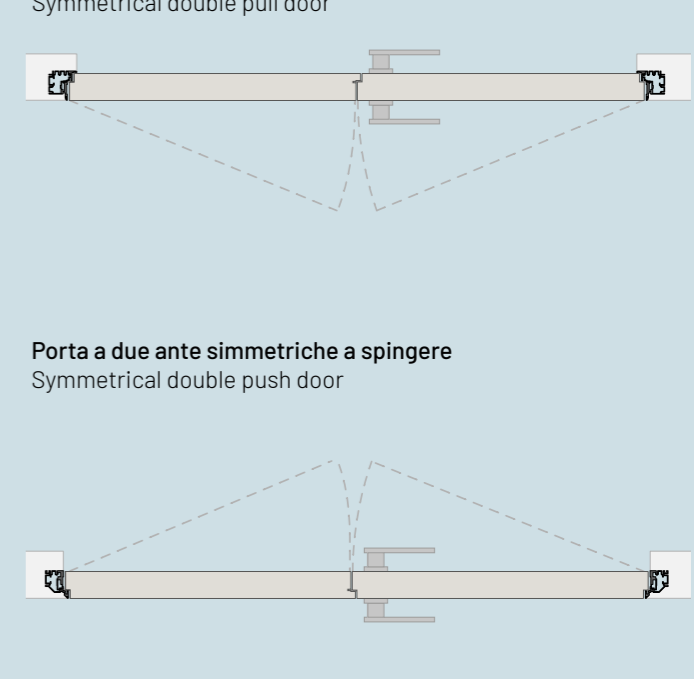 Symmetrical double pull door
Porta a due ante simmetriche a spingere
Symmetrical double push door